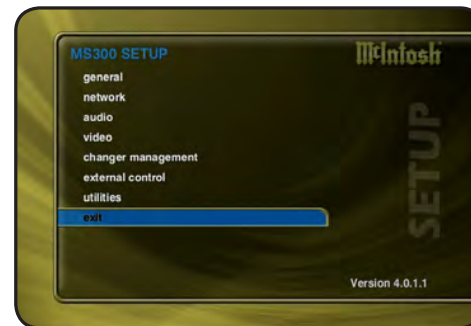 MS300 SETUP
McIntosh
general
network
audio
video
changer management
external control
utilities
exit
SETUP
Version 4.0.1.1